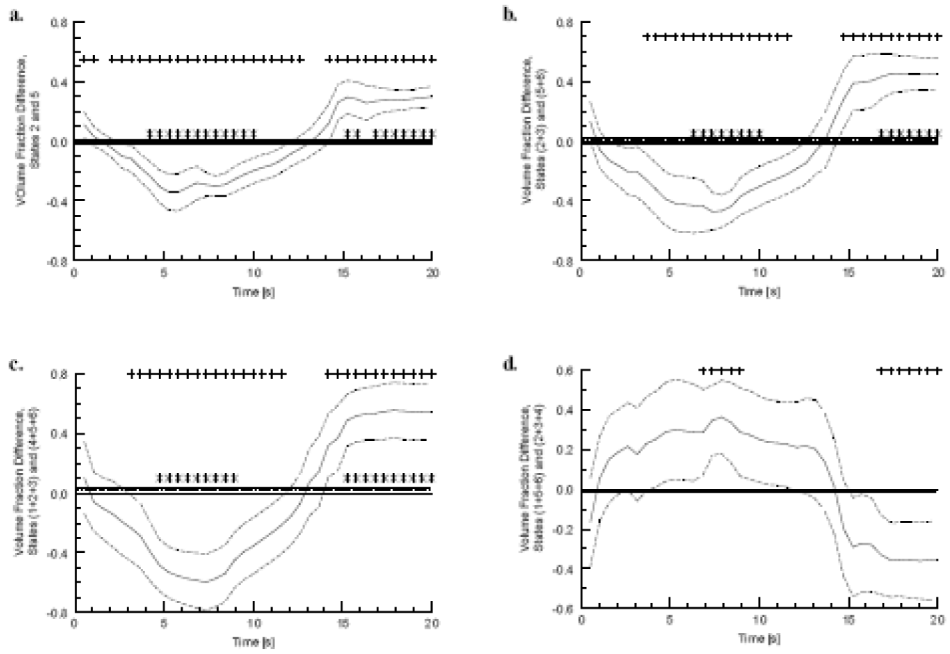 a.
0.8
0.4
0.0
-0.4
-0.8
VOlume Fraction Difference,
States 2 and 5
0
5
10
15
20
Time [s]
b.
0.8
0.4
0.0
-0.4
-0.8
Volume Fraction Difference,
States (2+3) and (5+6)
0
5
10
15
20
Time [s]
c.
0.8
0.4
0.0
-0.4
-0.8
Volume Fraction Difference,
States (1+2+3) and (4+5+6)
0
5
10
15
20
Time [s]
d.
0.6
0.4
0.2
0.0
-0.2
-0.4
-0.6
Volume Fraction Difference,
States (1+5+6) and (2+3+4)
0
5
10
15
20
Time [s]